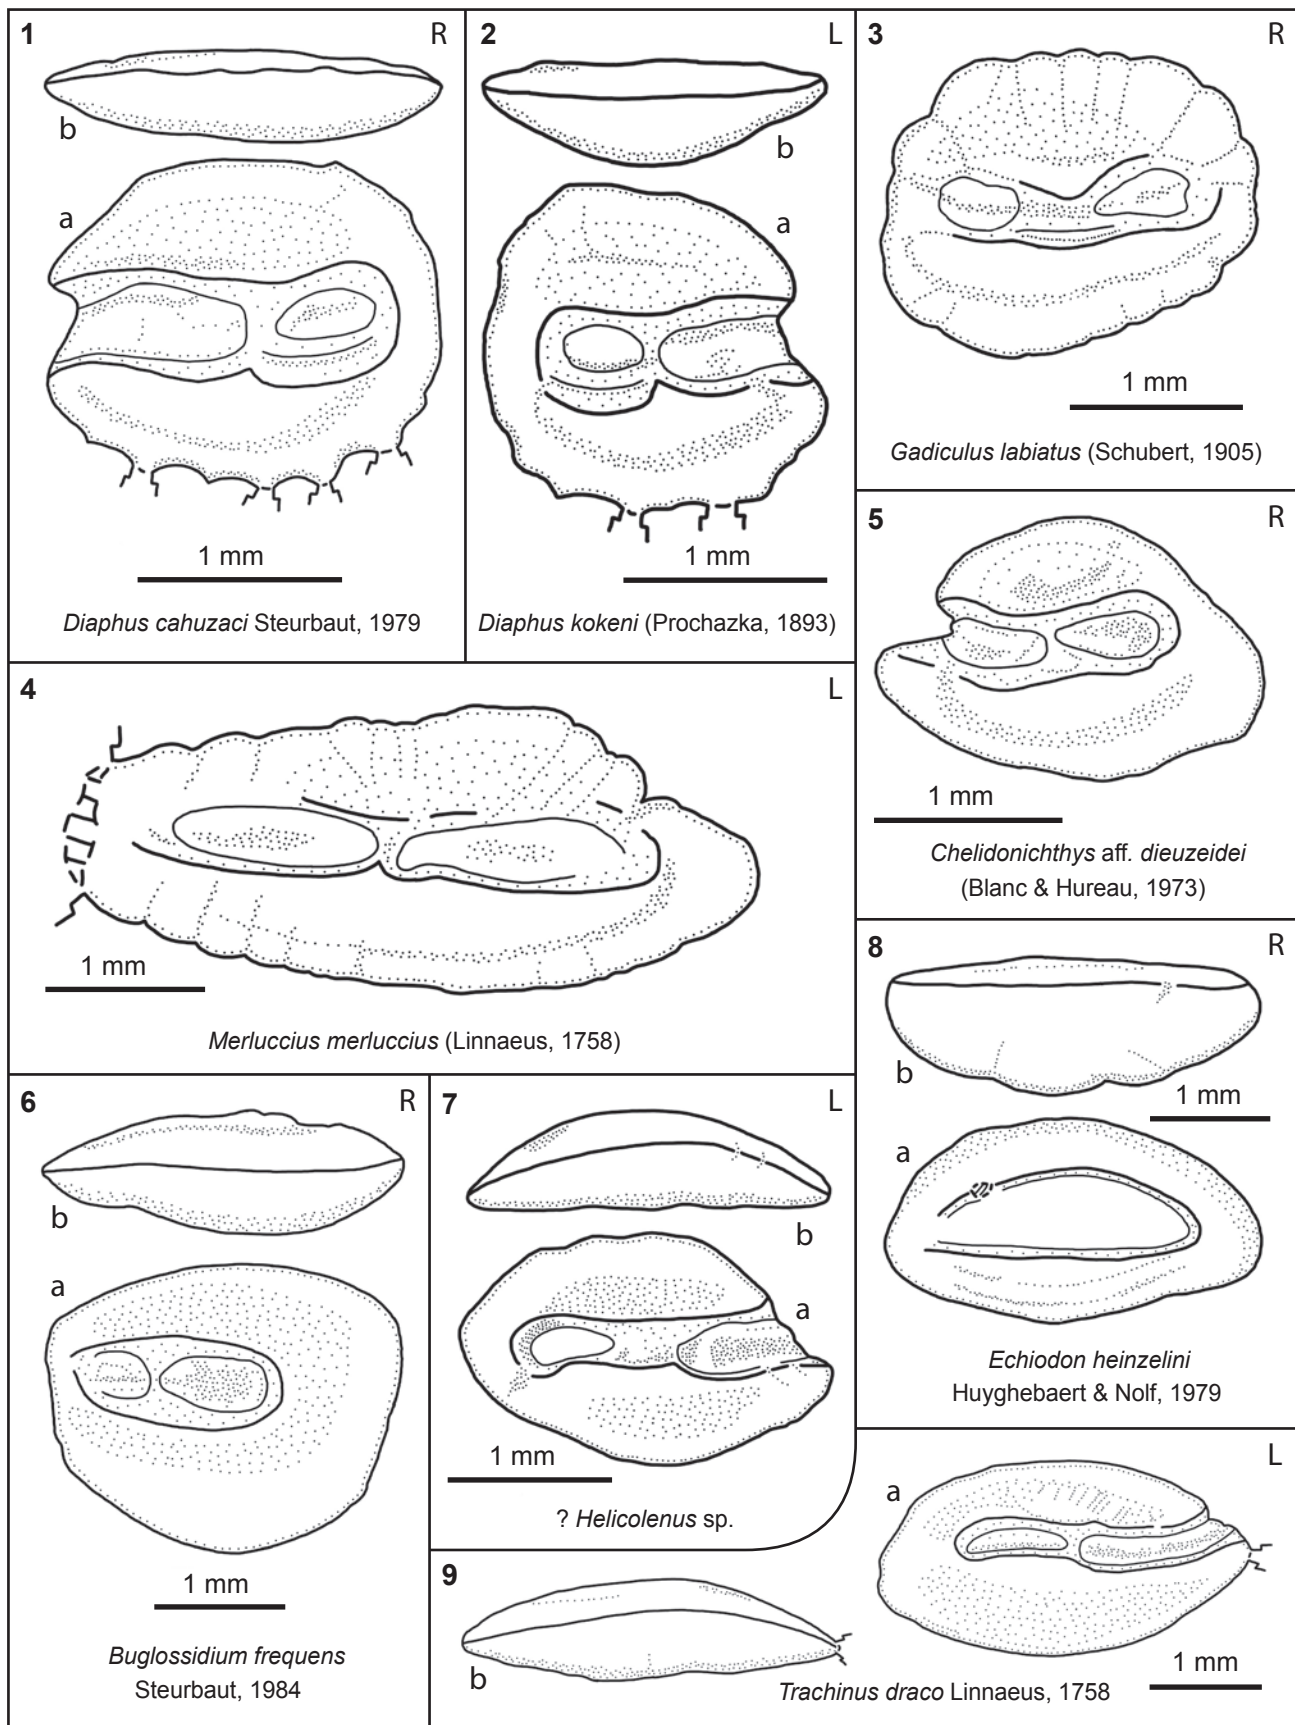 1 R
b
a
1 mm
Diaphus cahuzaci Steurbaut, 1979
2 L
b
a
1 mm
Diaphus kokeni (Prochazka, 1893)
3 R
1 mm
Gadiculus labiatus (Schubert, 1905)
4 L
1 mm
Merluccius merluccius (Linnaeus, 1758)
5 R
1 mm
Chelidonichthys aff. dieuzeidei
(Blanc & Hureau, 1973)
6 R
b
a
1 mm
Buglossidium frequens
Steurbaut, 1984
7 L
b
a
1 mm
? Helicolenus sp.
8 R
b
1 mm
a
Echiodon heinzelini
Huyghebaert & Nolf, 1979
L
a
9
b
1 mm
Trachinus draco Linnaeus, 1758